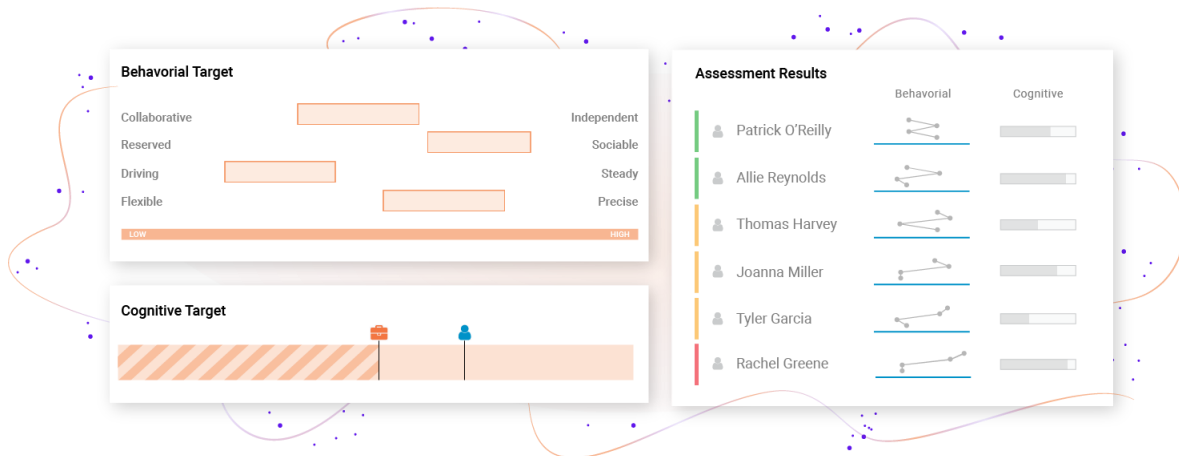 Behavorial Target
Collaborative Independent
Reserved Sociable
Driving Steady
Flexible Precise
LOW HIGH
Cognitive Target
Assessment Results
Behavorial Cognitive
Patrick O'Reilly
Allie Reynolds
Thomas Harvey
Joanna Miller
Tyler Garcia
Rachel Greene